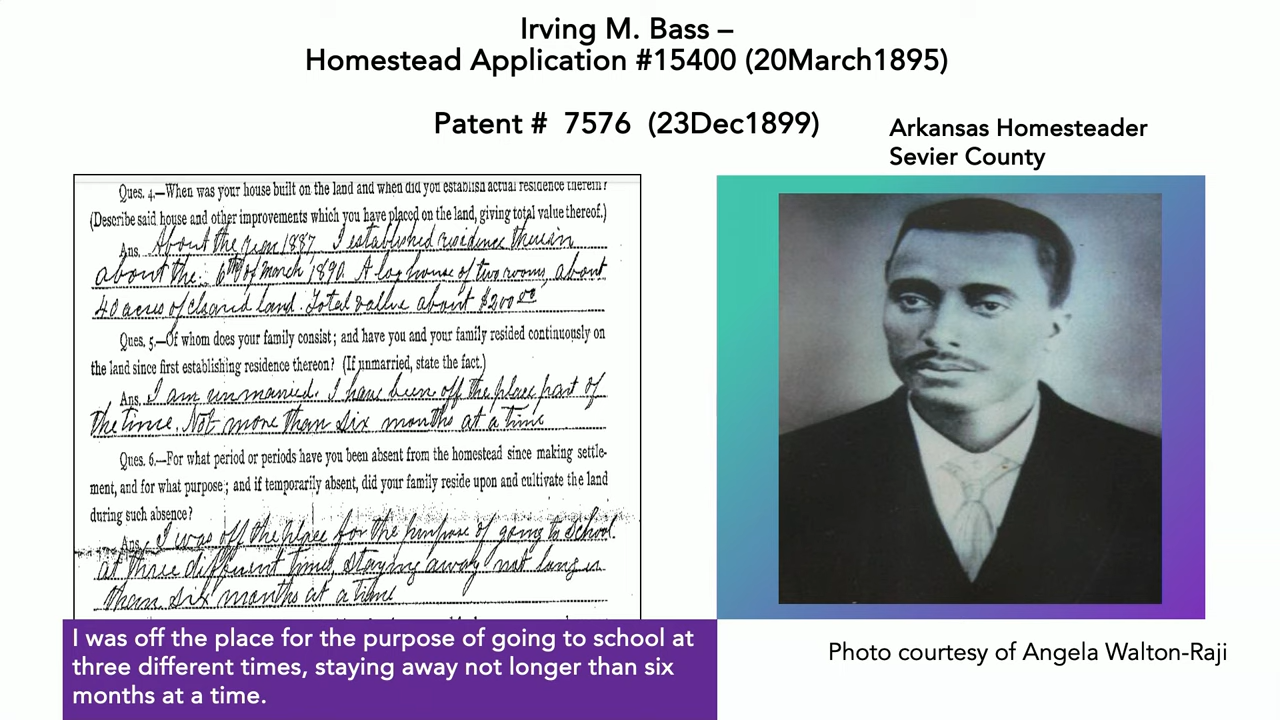 Irving M. Bass –
Homestead Application #15400 (20March1895)
Patent # 7576 (23Dec1899)
Arkansas Homesteader
Sevier County
Ques. 4.—When was your house built on the land and when did you establish actual residence therein?
(Describe said house and other improvements which you have placed on the land, giving total value thereof.)
Ans. About the year 1887 I established residence therein
about the 6th of March 1890. A log house of two rooms, about
40 acres of cleared land. Total value about $200.00
Ques. 5.—Of whom does your family consist; and have you and your family resided continuously on
the land since first establishing residence thereon? (If unmarried, state the fact.)
Ans. I am unmarried. I have been off the place part of
the time. Not more than six months at a time
Ques. 6.—For what period or periods have you been absent from the homestead since making settle-
ment, and for what purpose; and if temporarily absent, did your family reside upon and cultivate the land
during such absence?
Ans. I was off the place for the purpose of going to school.
at three different times, staying away not longer
than six months at a time
I was off the place for the purpose of going to school at
three different times, staying away not longer than six
months at a time.
Photo courtesy of Angela Walton-Raji